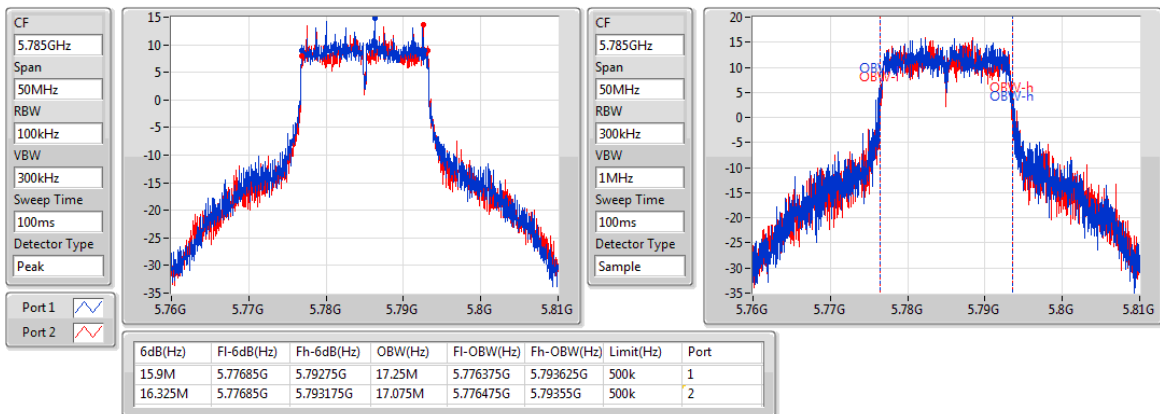 CF
5.785GHz
Span
50MHz
RBW
100kHz
VBW
300kHz
Sweep Time
100ms
Detector Type
Peak
Port 1
Port 2
15
10
5
0
-5
-10
-15
-20
-25
-30
-35
5.76G 5.77G 5.78G 5.79G 5.8G 5.81G
CF
5.785GHz
Span
50MHz
RBW
300kHz
VBW
1MHz
Sweep Time
100ms
Detector Type
Sample
20
15
10
5
0
-5
-10
-15
-20
-25
-30
-35
OBW-h
OBW-h
5.76G 5.77G 5.78G 5.79G 5.8G 5.81G
6dB(Hz) Fl-6dB(Hz) Fh-6dB(Hz) OBW(Hz) Fl-OBW(Hz) Fh-OBW(Hz) Limit(Hz) Port
15.9M 5.77685G 5.79275G 17.25M 5.776375G 5.793625G 500k 1
16.325M 5.77685G 5.793175G 17.075M 5.776475G 5.79355G 500k 2